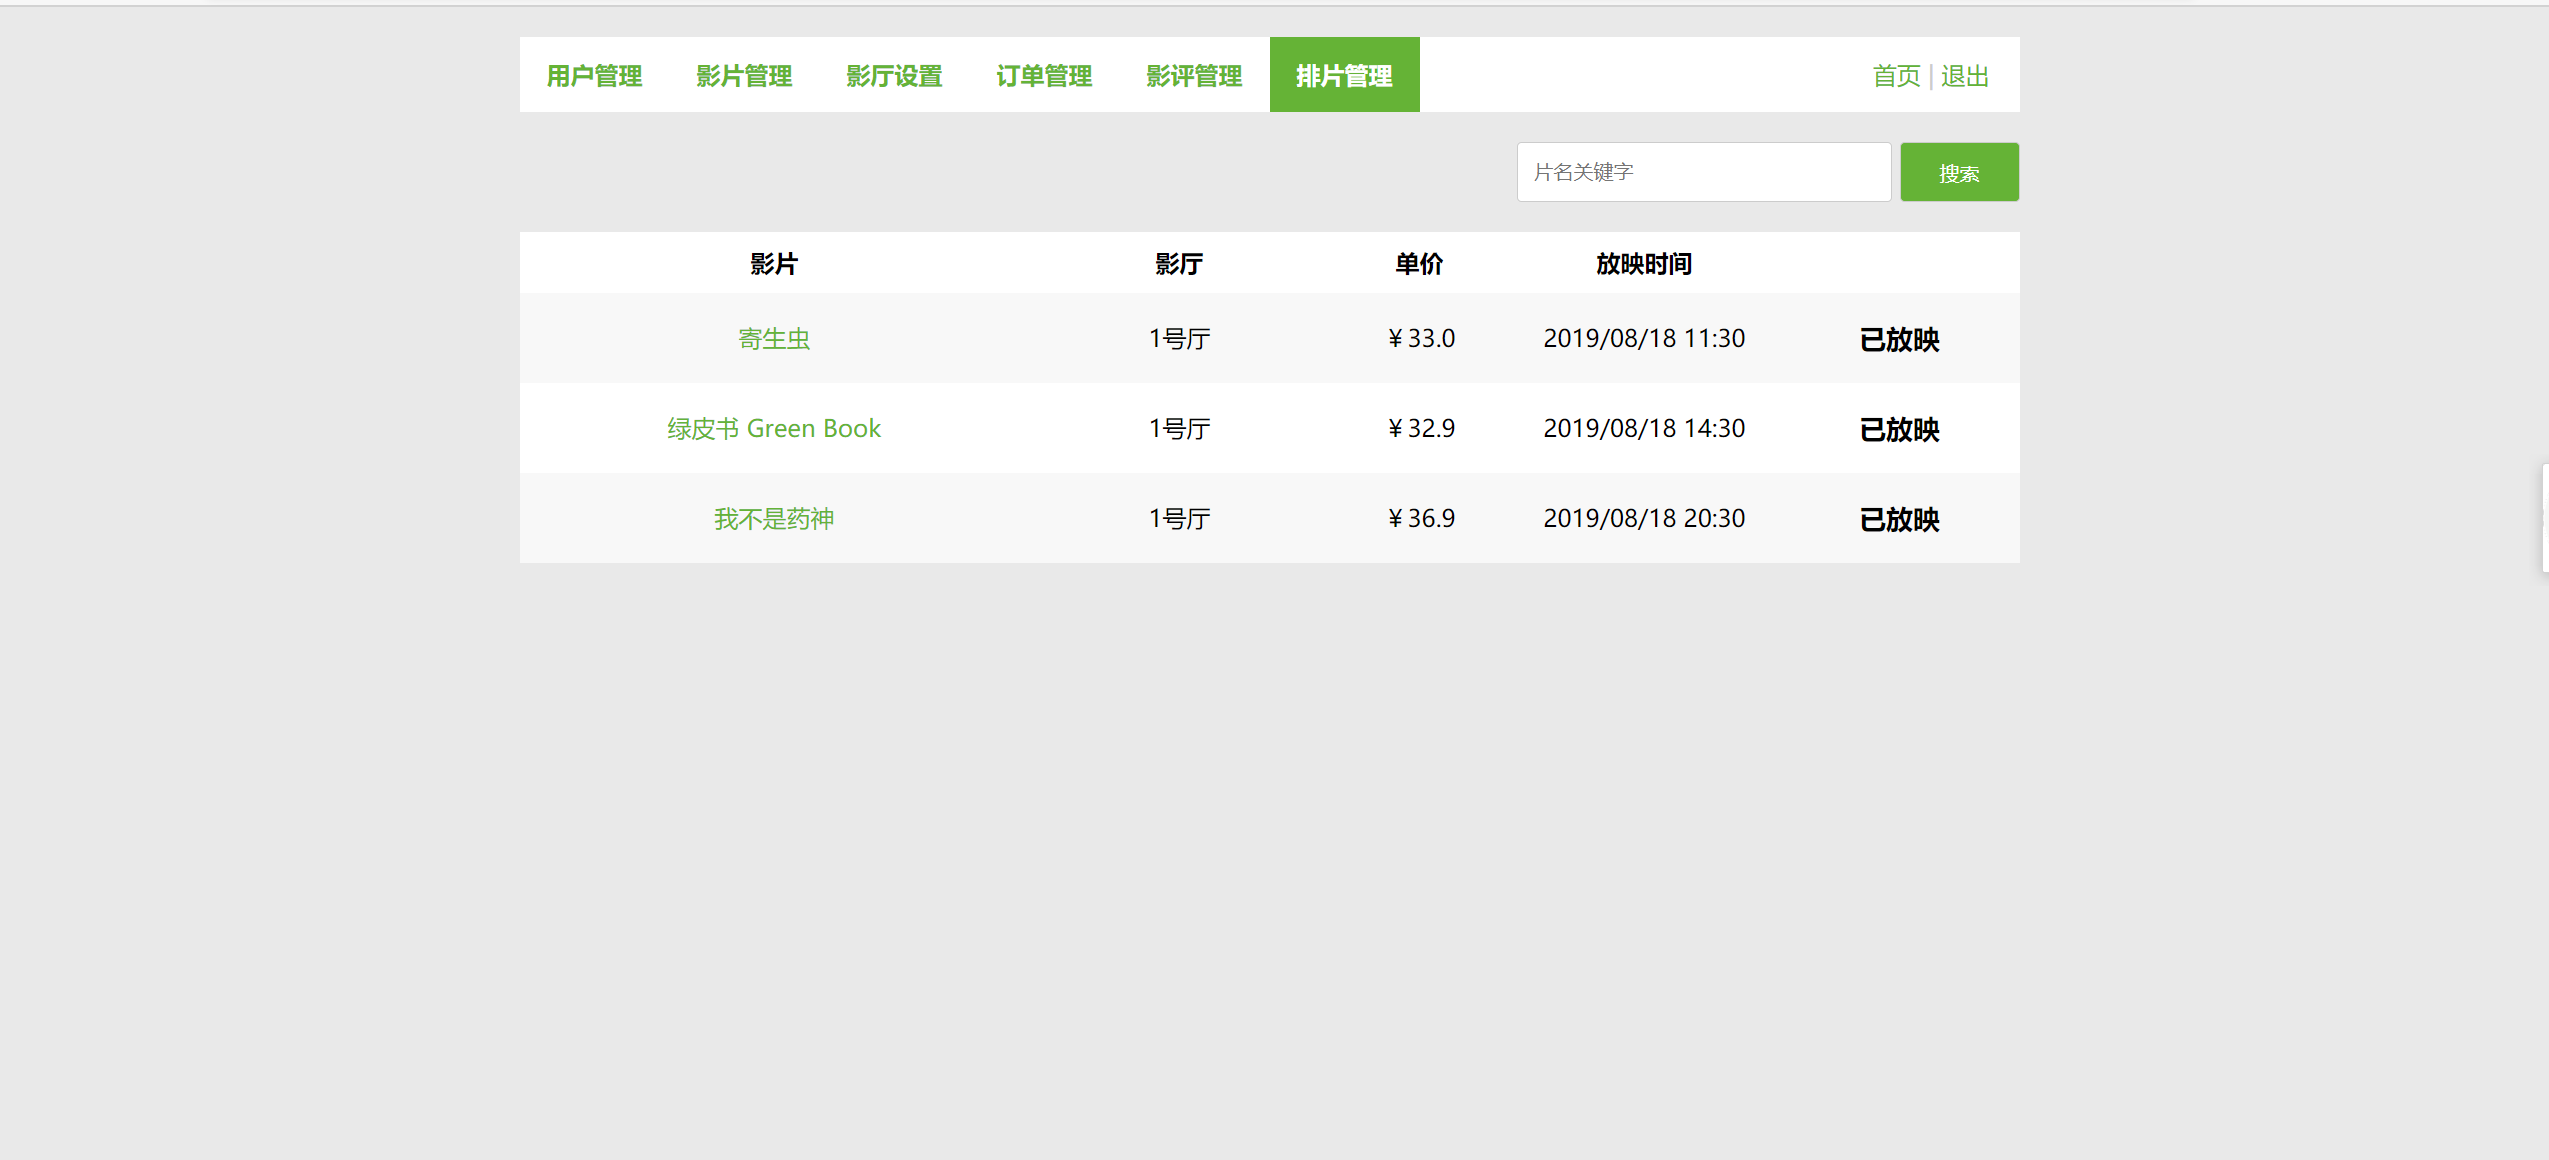 用户管理 影片管理 影厅设置 订单管理 影评管理 排片管理 首页 | 退出
片名关键字 搜索
影片 影厅 单价 放映时间
寄生虫 1号厅 ¥ 33.0 2019/08/18 11:30 已放映
绿皮书 Green Book 1号厅 ¥ 32.9 2019/08/18 14:30 已放映
我不是药神 1号厅 ¥ 36.9 2019/08/18 20:30 已放映